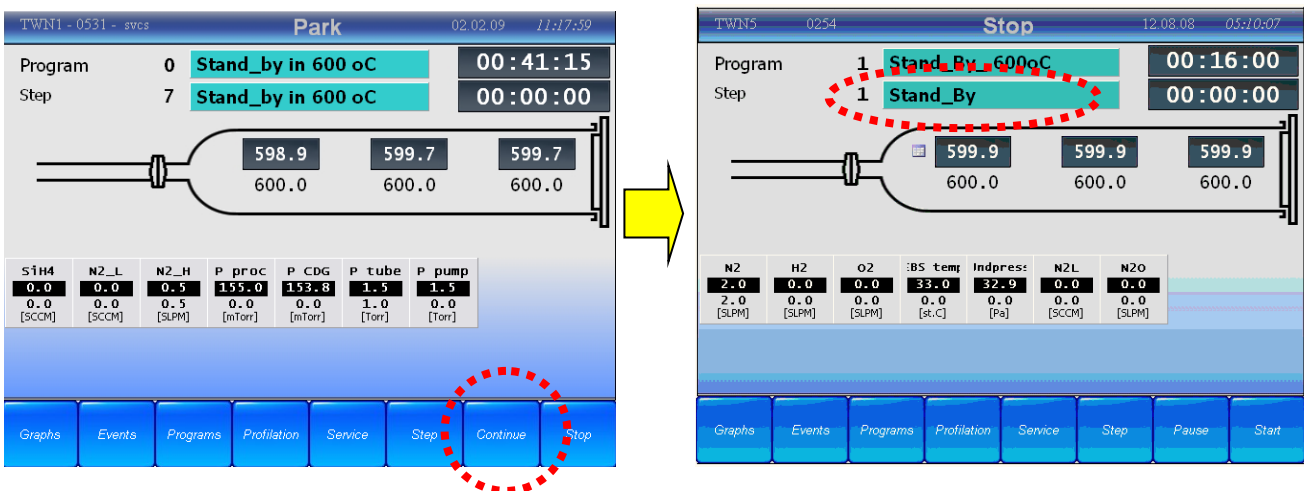 TWN1 - 0531 - svcs Park 02.02.09 11:17:59
Program 0 Stand_by in 600 oC 00:41:15
Step 7 Stand_by in 600 oC 00:00:00
598.9 599.7 599.7
600.0 600.0 600.0
SiH4 N2_L N2_H P proc P CDG P tube P pump
0.0 0.0 0.5 155.0 153.8 1.5 1.5
0.0 0.0 0.5 0.0 0.0 1.0 0.0
[SCCM] [SCCM] [SLPM] [mTorr] [mTorr] [Torr] [Torr]
Graphs Events Programs Profilation Service Step Continue Stop
TWN5 0254 Stop 12.08.08 05:10:07
Program 1 Stand_By_600oC 00:16:00
Step 1 Stand_By 00:00:00
599.9 599.9 599.9
600.0 600.0 600.0
N2 H2 O2 EBS temp Indpress N2L N2O
2.0 0.0 0.0 33.0 32.9 0.0 0.0
2.0 0.0 0.0 0.0 0.0 0.0 0.0
[SLPM] [SLPM] [SLPM] [st.C] [Pa] [SCCM] [SLPM]
Graphs Events Programs Profilation Service Step Pause Start